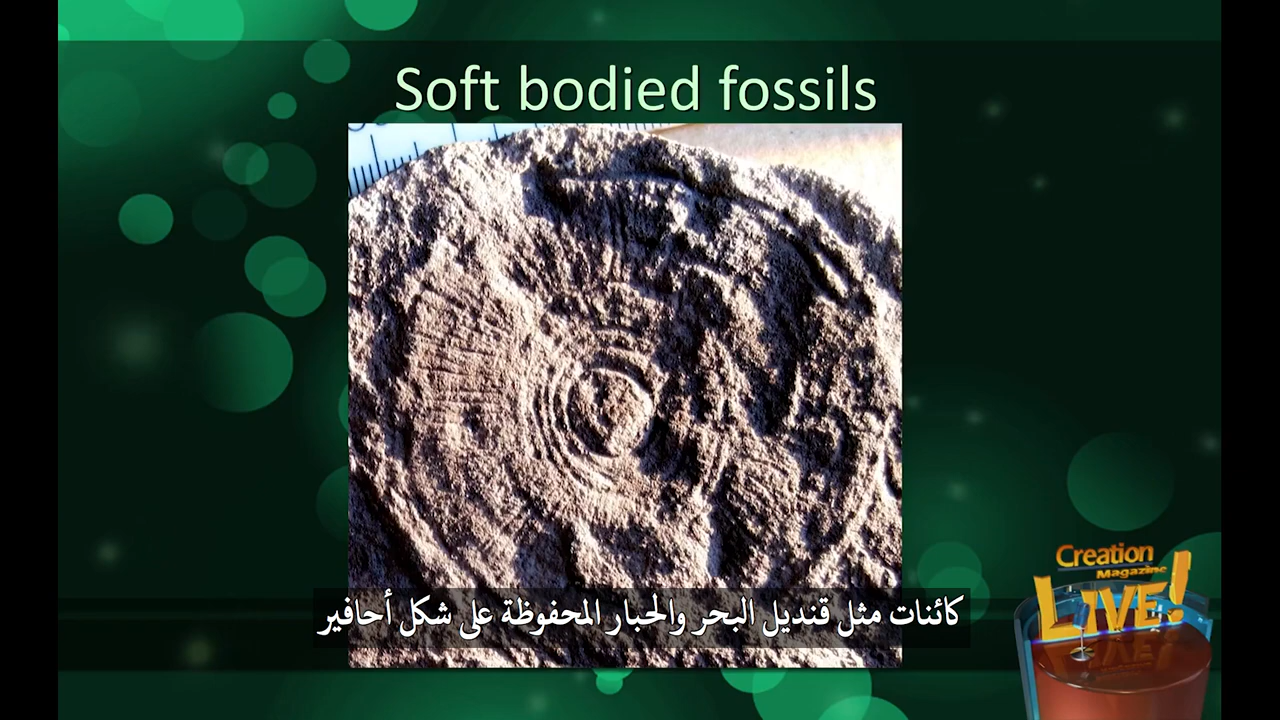 Soft bodied fossils
كائنات مثل قنديل البحر والحبار المحفوظة على شكل أحافير
Creation
Magazine
LIVE!